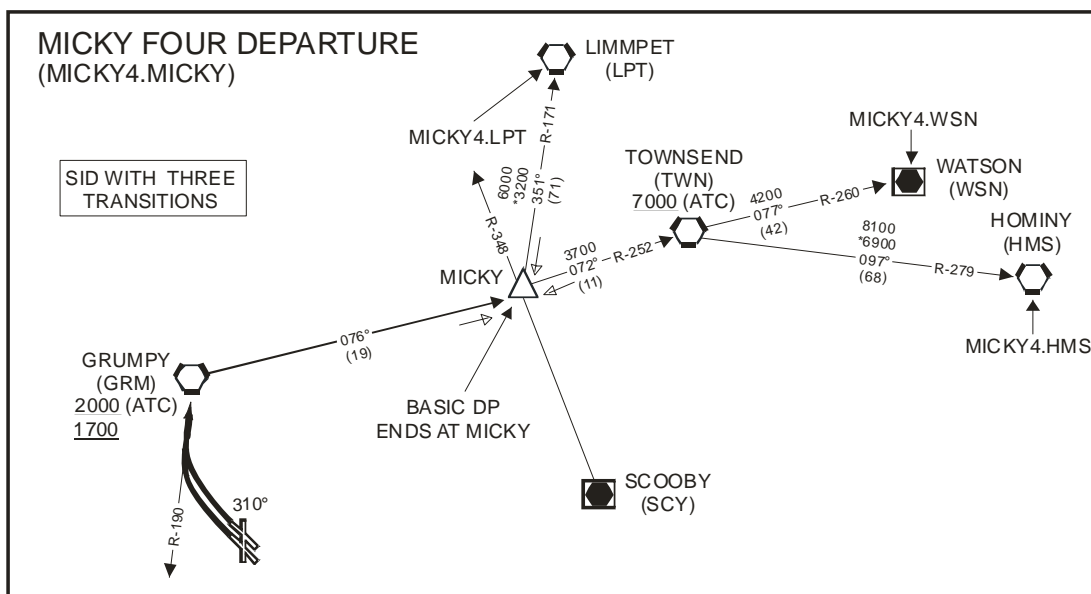 MICKY FOUR DEPARTURE
(MICKY4.MICKY)
SID WITH THREE
TRANSITIONS
LIMMPET
(LPT)
MICKY4.LPT
R-171
6000
*3200
351°
(71)
R-348
MICKY
TOWNSEND
(TWN)
7000 (ATC)
3700
072°
(11)
R-252
MICKY4.WSN
WATSON
(WSN)
4200
077°
(42)
R-260
HOMINY
(HMS)
8100
*6900
097°
(68)
R-279
MICKY4.HMS
076°
(19)
GRUMPY
(GRM)
2000 (ATC)
1700
BASIC DP
ENDS AT MICKY
SCOOBY
(SCY)
310°
R-190